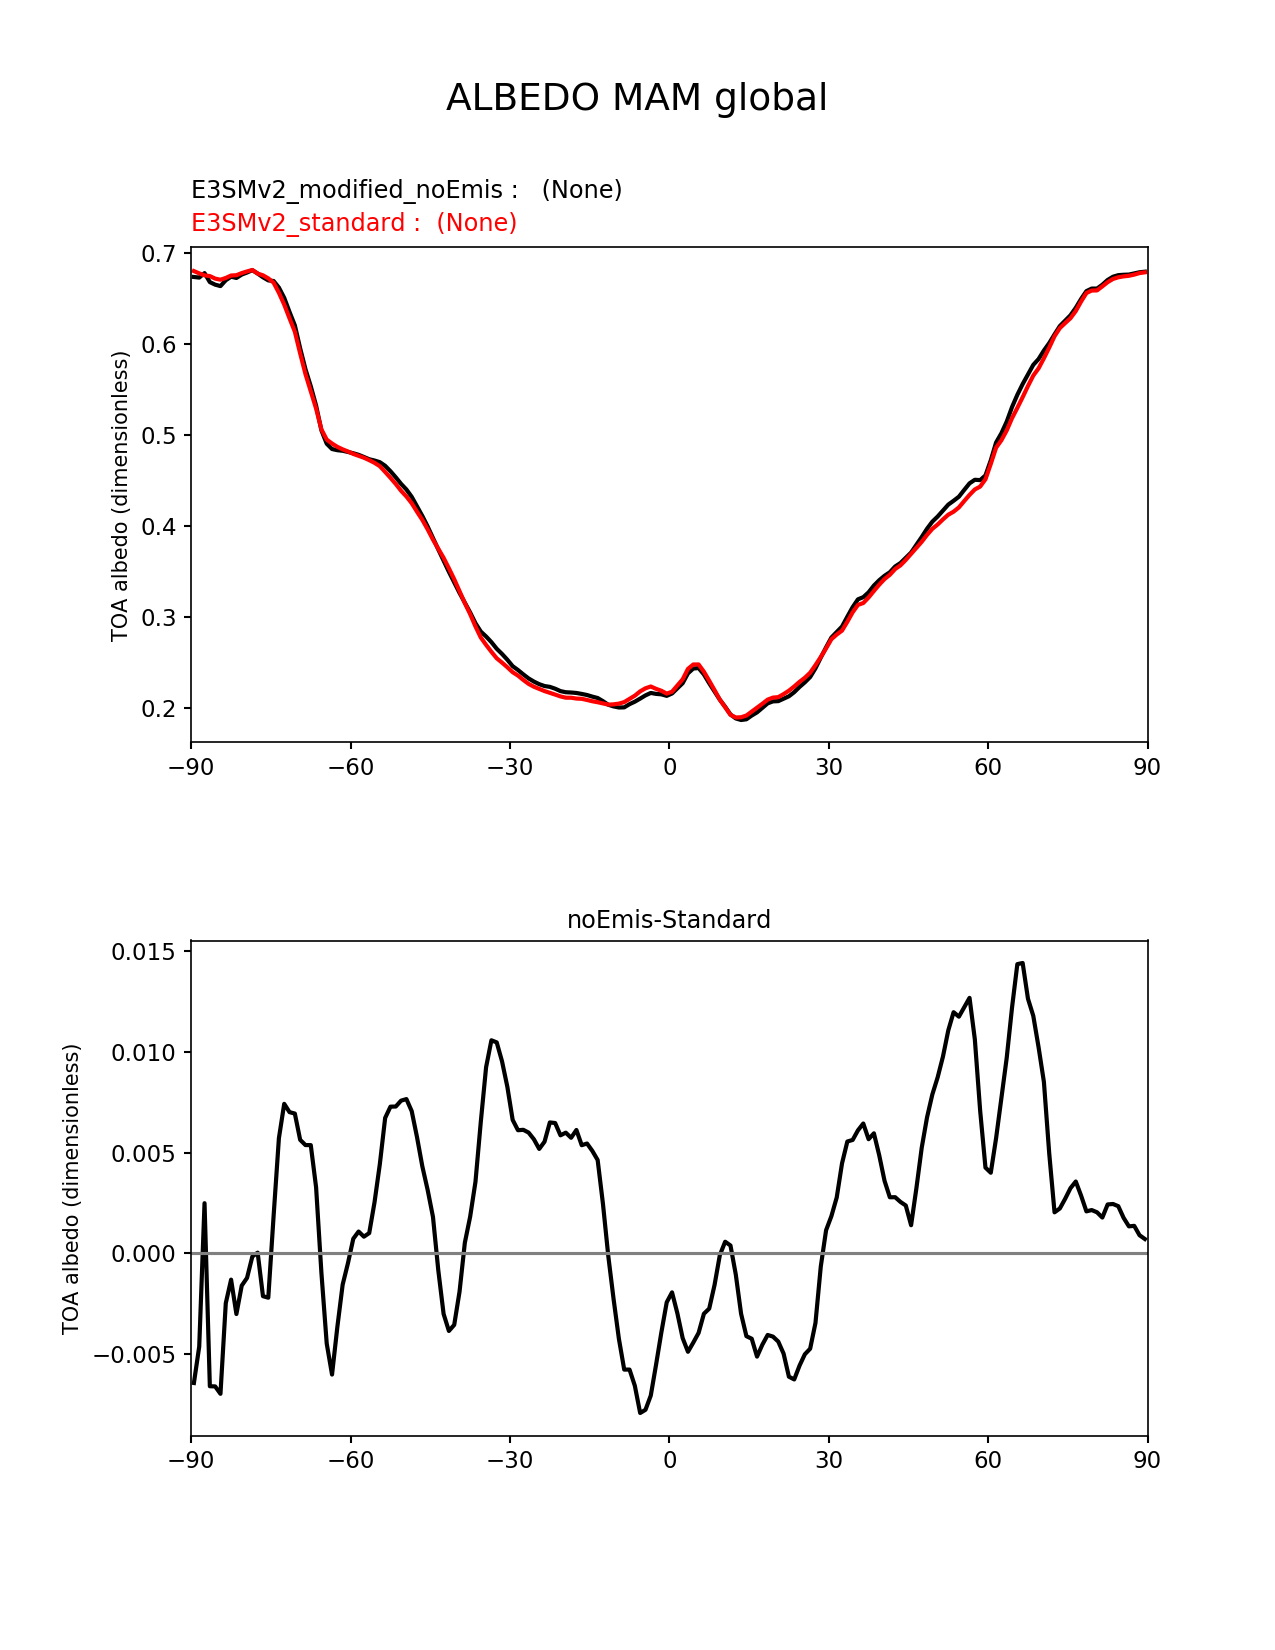 ALBEDO MAM global
E3SMv2_modified_noEmis :   (None)
E3SMv2_standard :  (None)
TOA albedo (dimensionless)
0.7
0.6
0.5
0.4
0.3
0.2
−90 −60 −30 0 30 60 90
noEmis-Standard
TOA albedo (dimensionless)
0.015
0.010
0.005
0.000
−0.005
−90 −60 −30 0 30 60 90